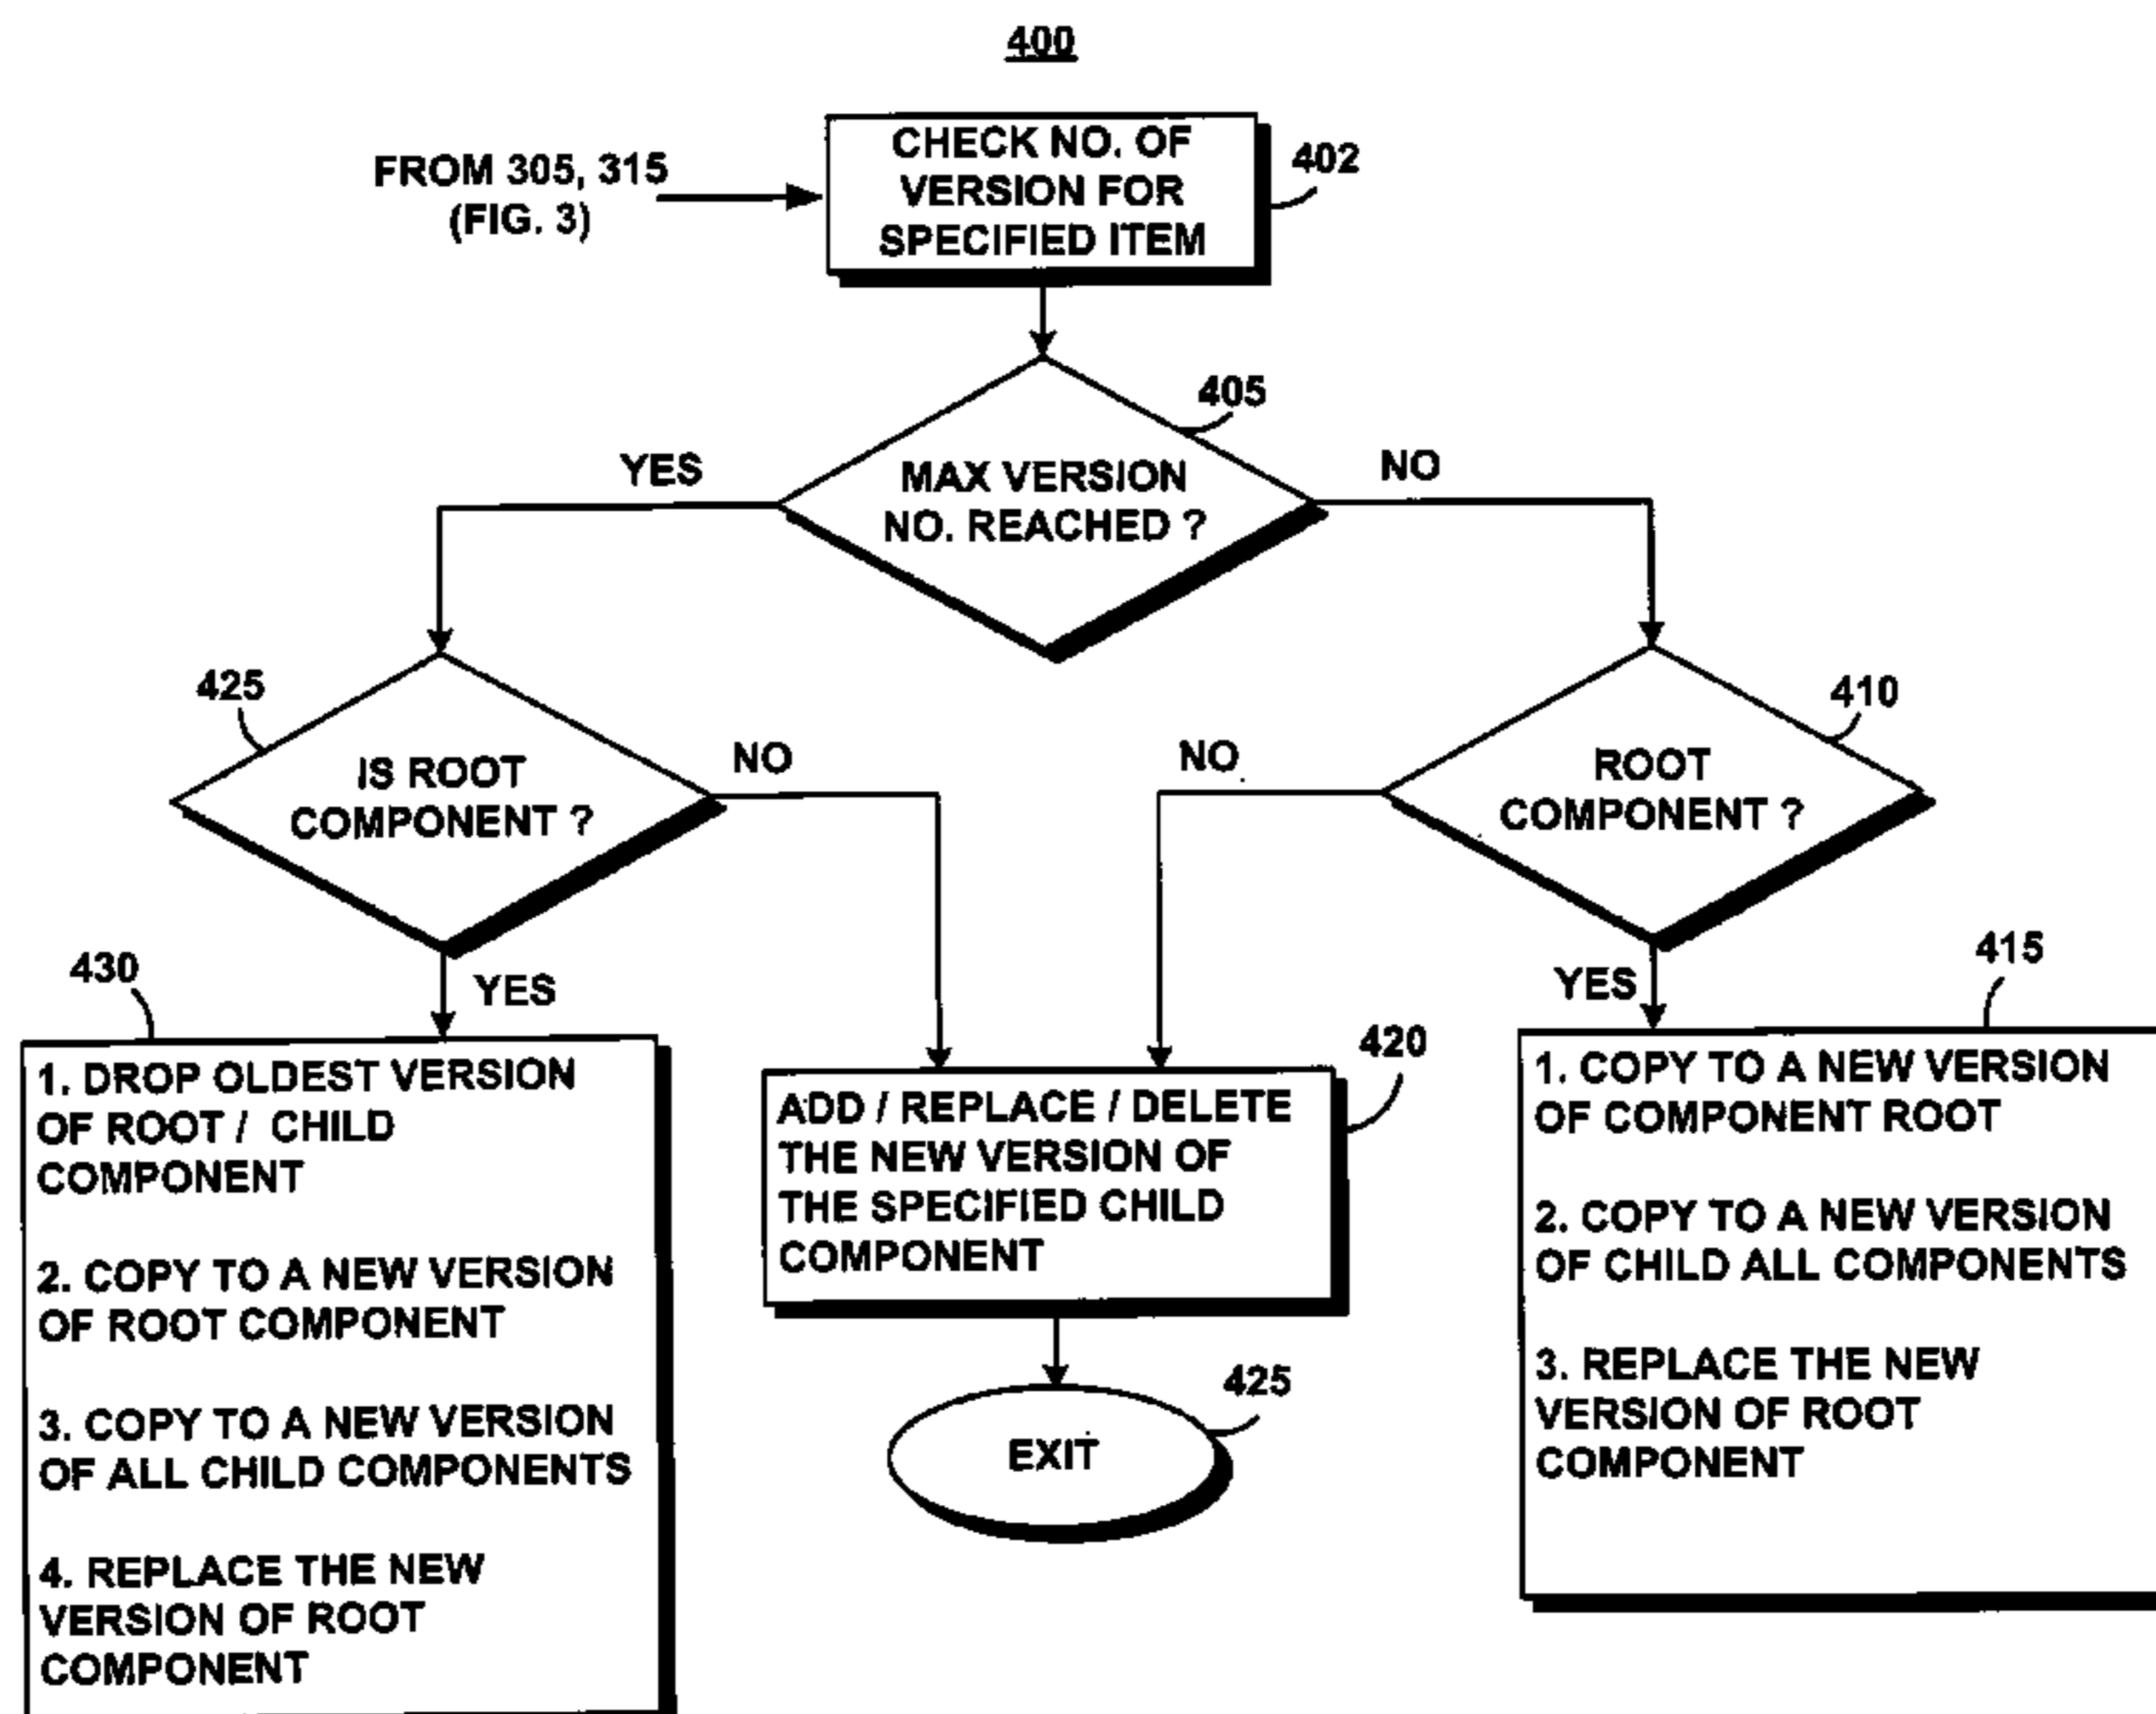 400
CHECK NO. OF
VERSION FOR
SPECIFIED ITEM
402
FROM 305, 315
(FIG. 3)
405
MAX VERSION
NO. REACHED ?
YES
NO
425
IS ROOT
COMPONENT ?
NO
YES
410
ROOT
COMPONENT ?
NO
YES
430
1. DROP OLDEST VERSION
OF ROOT / CHILD
COMPONENT
2. COPY TO A NEW VERSION
OF ROOT COMPONENT
3. COPY TO A NEW VERSION
OF ALL CHILD COMPONENTS
4. REPLACE THE NEW
VERSION OF ROOT
COMPONENT
420
ADD / REPLACE / DELETE
THE NEW VERSION OF
THE SPECIFIED CHILD
COMPONENT
425
EXIT
415
1. COPY TO A NEW VERSION
OF COMPONENT ROOT
2. COPY TO A NEW VERSION
OF CHILD ALL COMPONENTS
3. REPLACE THE NEW
VERSION OF ROOT
COMPONENT